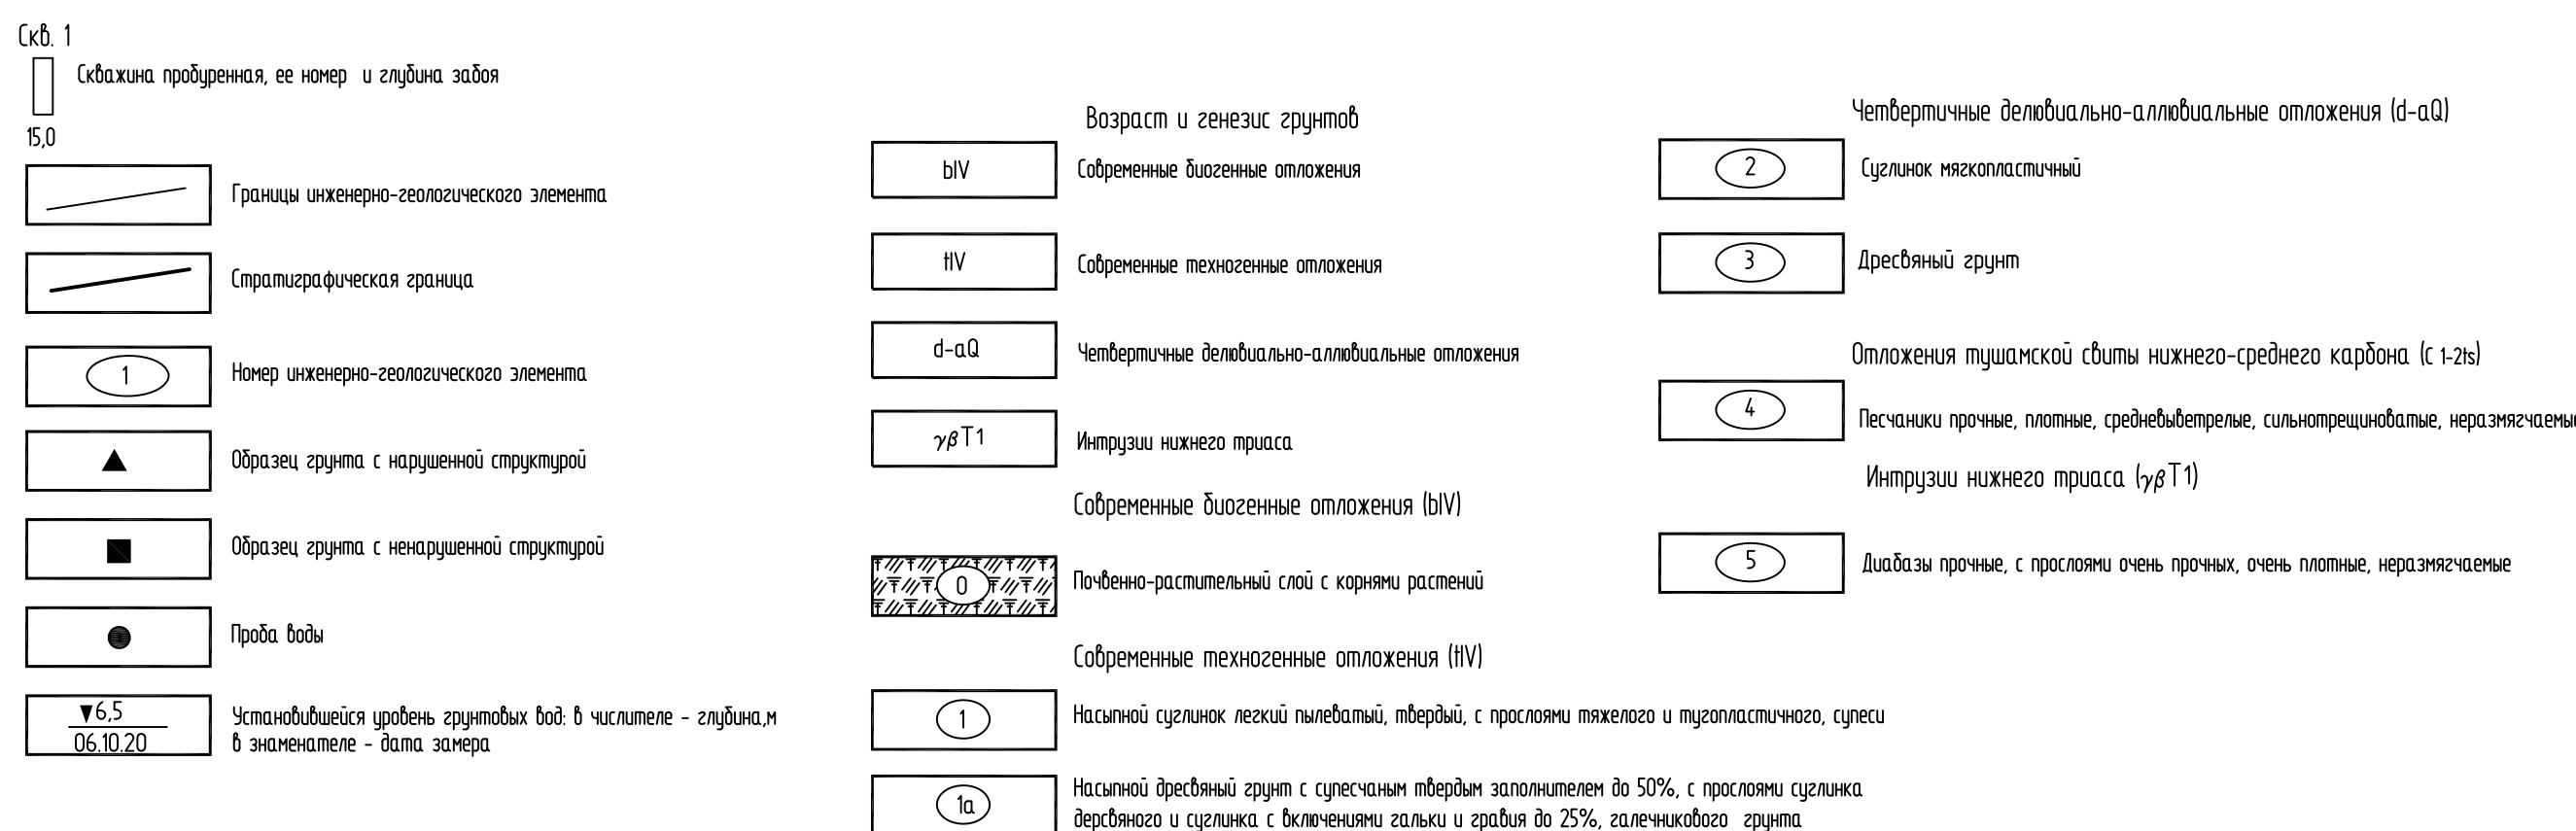 Скв. 1
Скважина пробуренная, ее номер и глубина забоя
15,0
Границы инженерно-геологического элемента
Стратиграфическая граница
1
Номер инженерно-геологического элемента
Образец грунта с нарушенной структурой
Образец грунта с ненарушенной структурой
Проба воды
6,5
06.10.20
Установившейся уровень грунтовых вод: в числителе - глубина,м
в знаменателе - дата замера
Возраст и генезис грунтов
bIV
Современные биогенные отложения
tIV
Современные техногенные отложения
d-aQ
Четвертичные делювиально-аллювиальные отложения
γβT1
Интрузии нижнего триаса
Современные биогенные отложения (bIV)
0
Почвенно-растительный слой с корнями растений
Современные техногенные отложения (tIV)
1
Насыпной суглинок легкий пылеватый, твердый, с прослоями тяжелого и тугопластичного, супеси
1а
Насыпной дресвяный грунт с супесчаным твердым заполнителем до 50%, с прослоями суглинка
дерсвяного и суглинка с включениями гальки и гравия до 25%, галечникового грунта
Четвертичные делювиально-аллювиальные отложения (d-aQ)
2
Суглинок мягкопластичный
3
Дресвяный грунт
Отложения тушамской свиты нижнего-среднего карбона (с 1-2ts)
4
Песчаники прочные, плотные, средневыветрелые, сильнотрещиноватые, неразмягчаемые
Интрузии нижнего триаса (γβT1)
5
Диабазы прочные, с прослоями очень прочных, очень плотные, неразмягчаемые